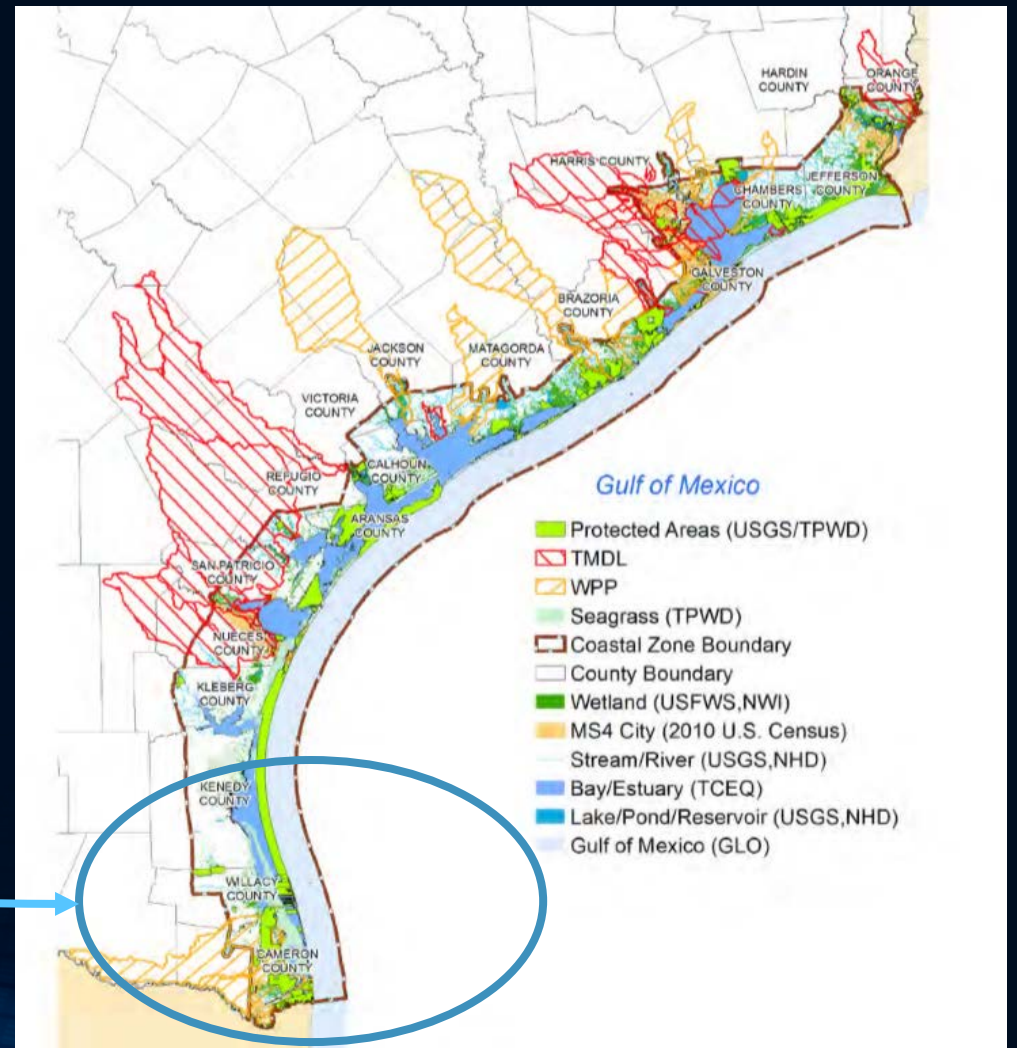 HARDIN
COUNTY
ORANGE
COUNTY
HARRIS COUNTY
JEFFERSON
COUNTY
CHAMBERS
COUNTY
GALVESTON
COUNTY
BRAZORIA
COUNTY
MATAGORDA
COUNTY
JACKSON
COUNTY
VICTORIA
COUNTY
CALHOUN
COUNTY
REFUGIO
COUNTY
ARANSAS
COUNTY
SAN PATRICIO
COUNTY
NUECES
COUNTY
KLEBERG
COUNTY
KENEDY
COUNTY
WILLACY
COUNTY
CAMERON
COUNTY
Gulf of Mexico
Protected Areas (USGS/TPWD)
TMDL
WPP
Seagrass (TPWD)
Coastal Zone Boundary
County Boundary
Wetland (USFWS,NWI)
MS4 City (2010 U.S. Census)
Stream/River (USGS,NHD)
Bay/Estuary (TCEQ)
Lake/Pond/Reservoir (USGS,NHD)
Gulf of Mexico (GLO)